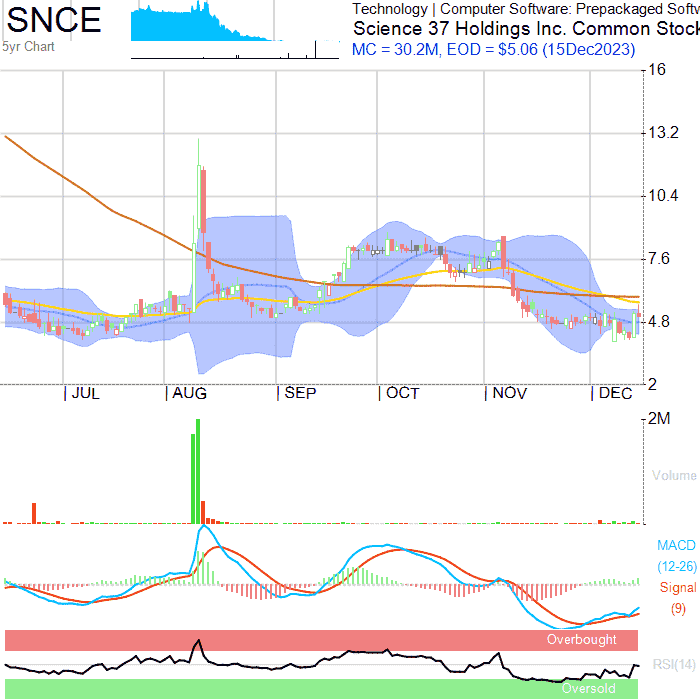 SNCE
5yr Chart
Technology | Computer Software: Prepackaged Softw
Science 37 Holdings Inc. Common Stock
MC = 30.2M, EOD = $5.06 (15Dec2023)
16
13.2
10.4
7.6
4.8
2
JUL
AUG
SEP
OCT
NOV
DEC
2M
Volume
MACD
(12-26)
Signal
(9)
Overbought
RSI(14)
Oversold